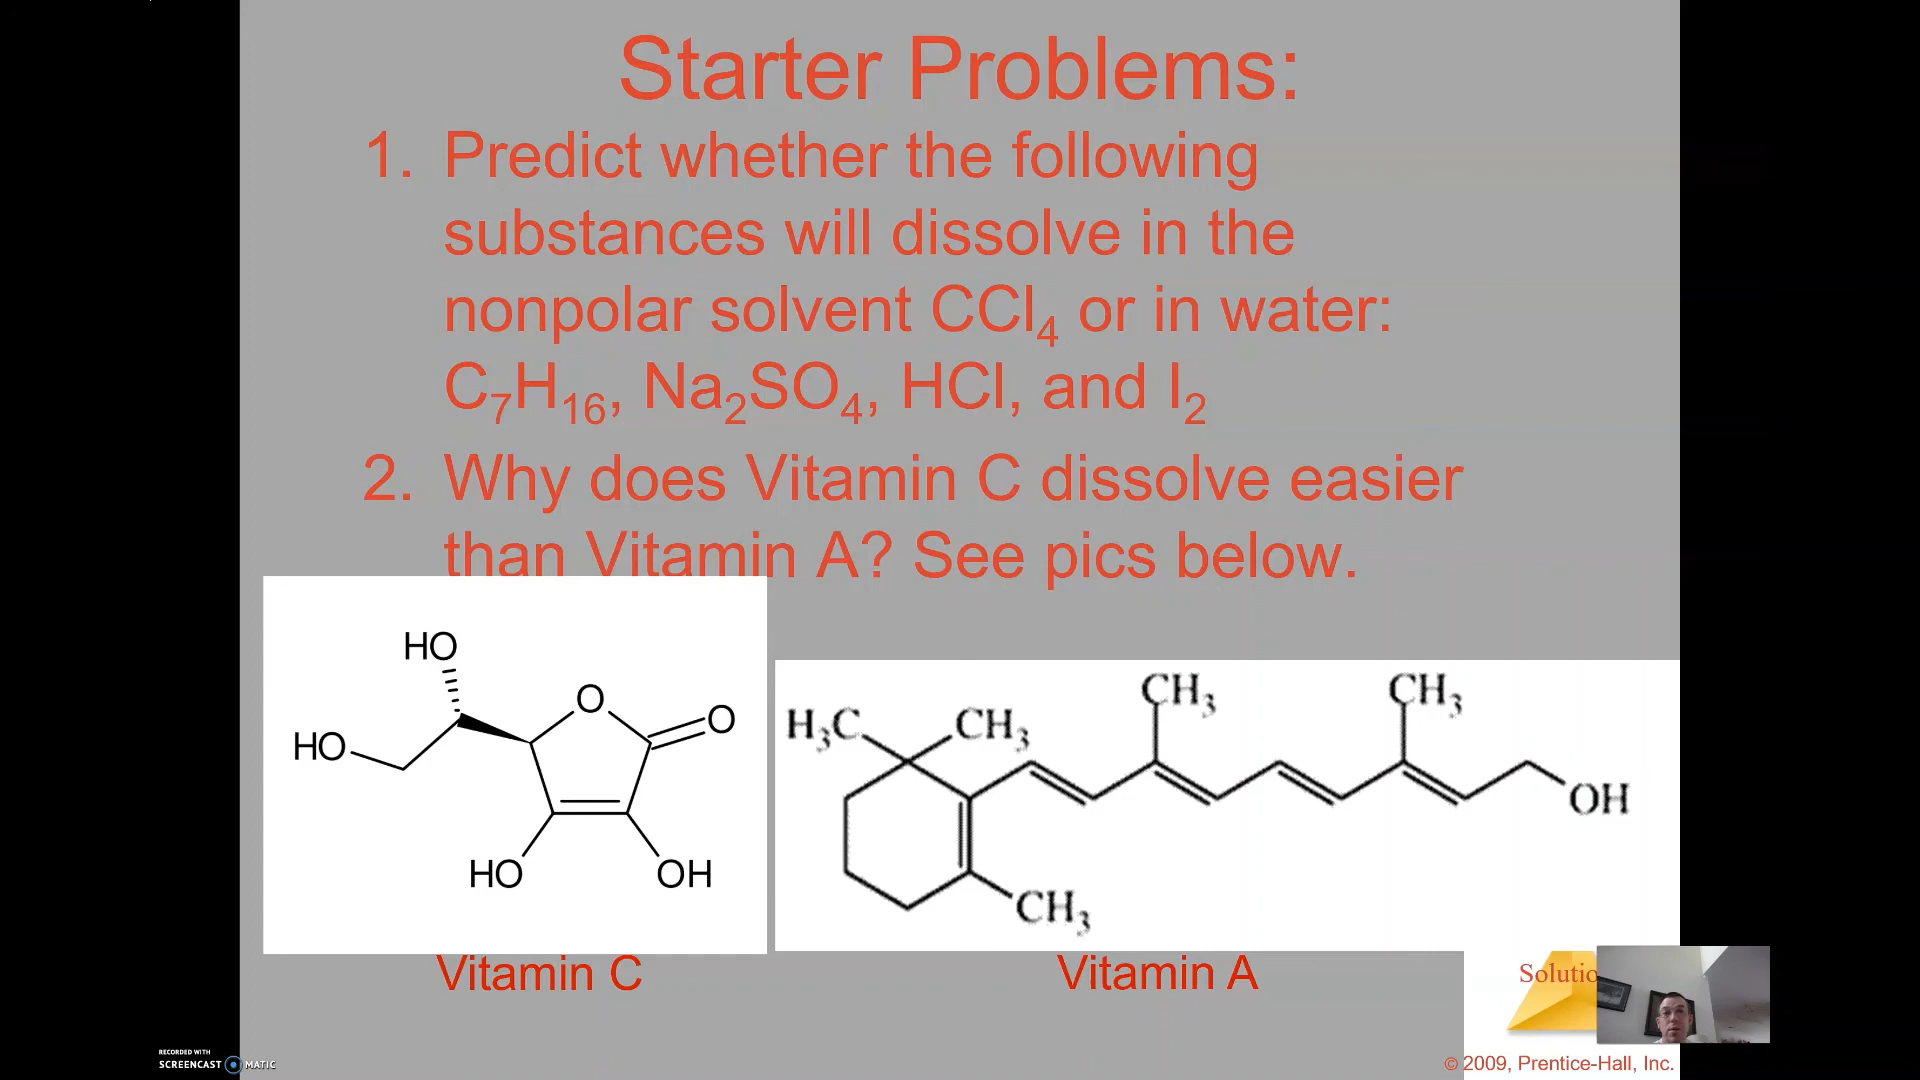 Starter Problems:
1. Predict whether the following
substances will dissolve in the
nonpolar solvent CCl₄ or in water:
C₇H₁₆, Na₂SO₄, HCl, and I₂
2. Why does Vitamin C dissolve easier
than Vitamin A? See pics below.
HO
O
O
HO
HO
OH
Vitamin C
CH₃
CH₃
H₃C
CH₃
OH
CH₃
Vitamin A
Solutio
© 2009, Prentice-Hall, Inc.
RECORDED WITH
SCREENCAST MATIC